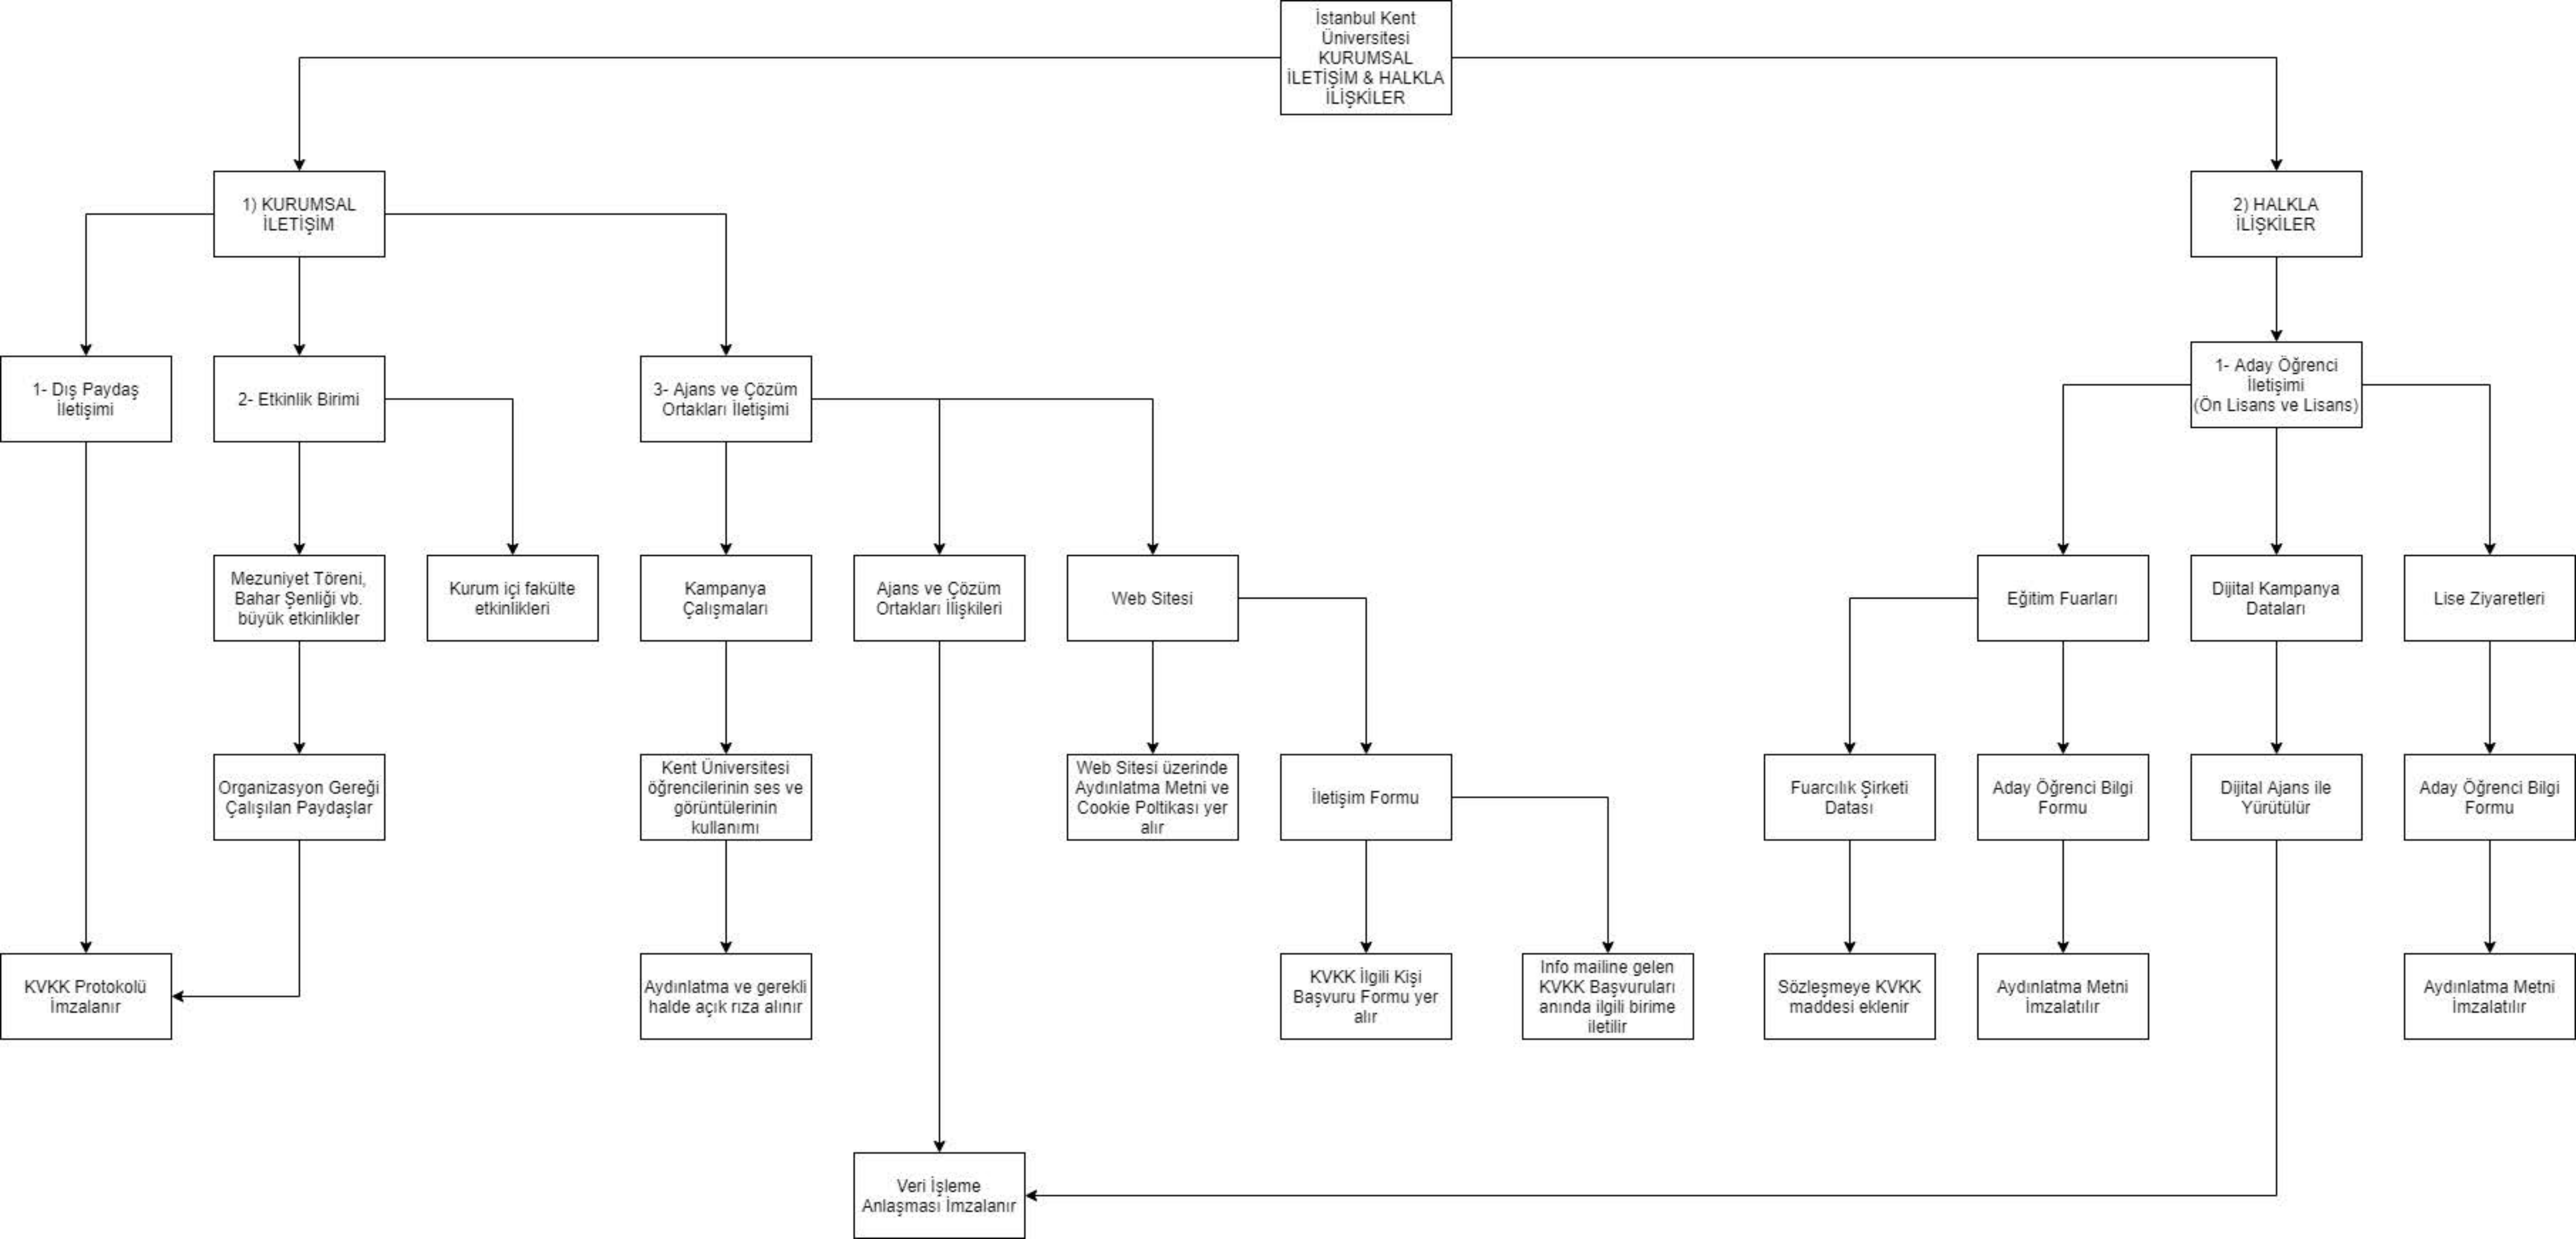 İstanbul Kent
Üniversitesi
KURUMSAL
İLETİŞİM & HALKLA
İLİŞKİLER
1) KURUMSAL
İLETİŞİM
2) HALKLA
İLİŞKİLER
1- Dış Paydaş
İletişimi
2- Etkinlik Birimi
3- Ajans ve Çözüm
Ortakları İletişimi
1- Aday Öğrenci
İletişimi
(Ön Lisans ve Lisans)
Mezuniyet Töreni,
Bahar Şenliği vb.
büyük etkinlikler
Kurum içi fakülte
etkinlikleri
Kampanya
Çalışmaları
Ajans ve Çözüm
Ortakları İlişkileri
Web Sitesi
Eğitim Fuarları
Dijital Kampanya
Dataları
Lise Ziyaretleri
Organizasyon Gereği
Çalışılan Paydaşlar
Kent Üniversitesi
öğrencilerinin ses ve
görüntülerinin
kullanımı
Web Sitesi üzerinde
Aydınlatma Metni ve
Cookie Poltikası yer
alır
İletişim Formu
Fuarcılık Şirketi
Datası
Aday Öğrenci Bilgi
Formu
Dijital Ajans ile
Yürütülür
Aday Öğrenci Bilgi
Formu
KVKK Protokolü
İmzalanır
Aydınlatma ve gerekli
halde açık rıza alınır
KVKK İlgili Kişi
Başvuru Formu yer
alır
Info mailine gelen
KVKK Başvuruları
anında ilgili birime
iletilir
Sözleşmeye KVKK
maddesi eklenir
Aydınlatma Metni
İmzalatılır
Aydınlatma Metni
İmzalatılır
Veri İşleme
Anlaşması İmzalanır